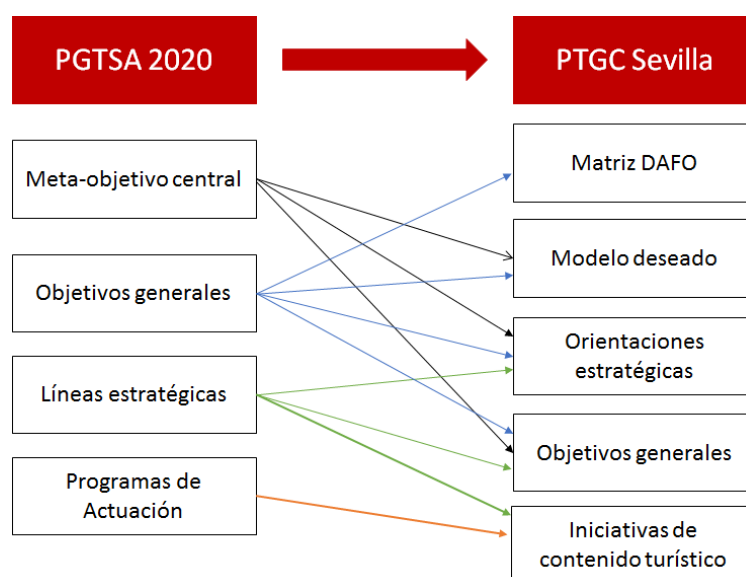 PGTSA 2020
PTGC Sevilla
Meta-objetivo central
Objetivos generales
Líneas estratégicas
Programas de
Actuación
Matriz DAFO
Modelo deseado
Orientaciones
estratégicas
Objetivos generales
Iniciativas de
contenido turístico